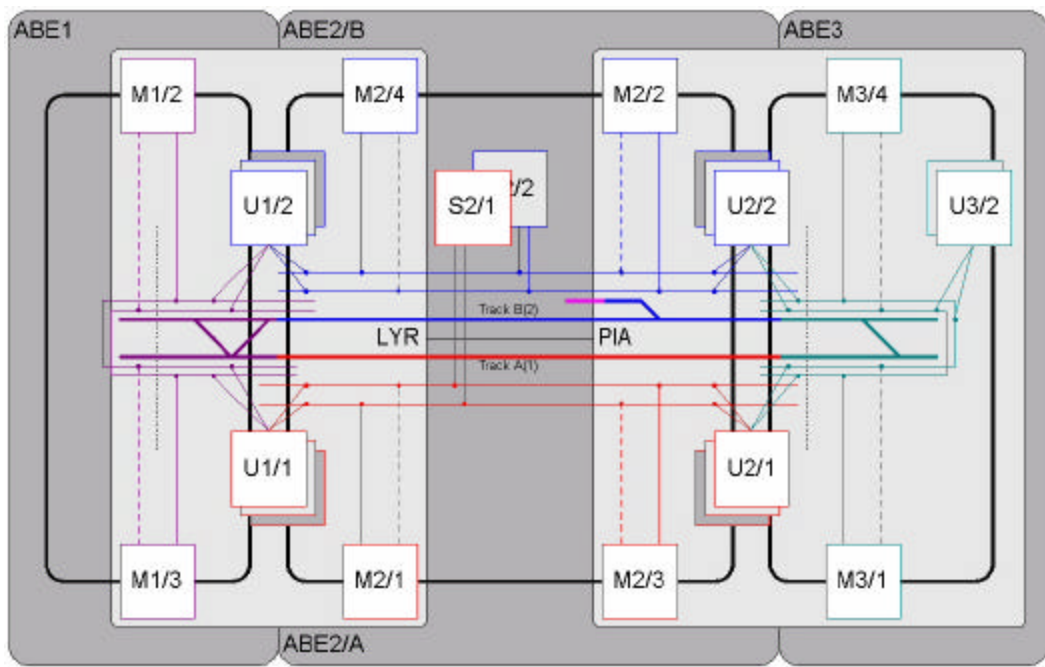 ABE1
ABE2/B
ABE3
M1/2
M2/4
M2/2
M3/4
U1/2
S2/1
/2
U2/2
U3/2
Track B(2)
LYR
PIA
Track A(1)
U1/1
U2/1
M1/3
M2/1
M2/3
M3/1
ABE2/A